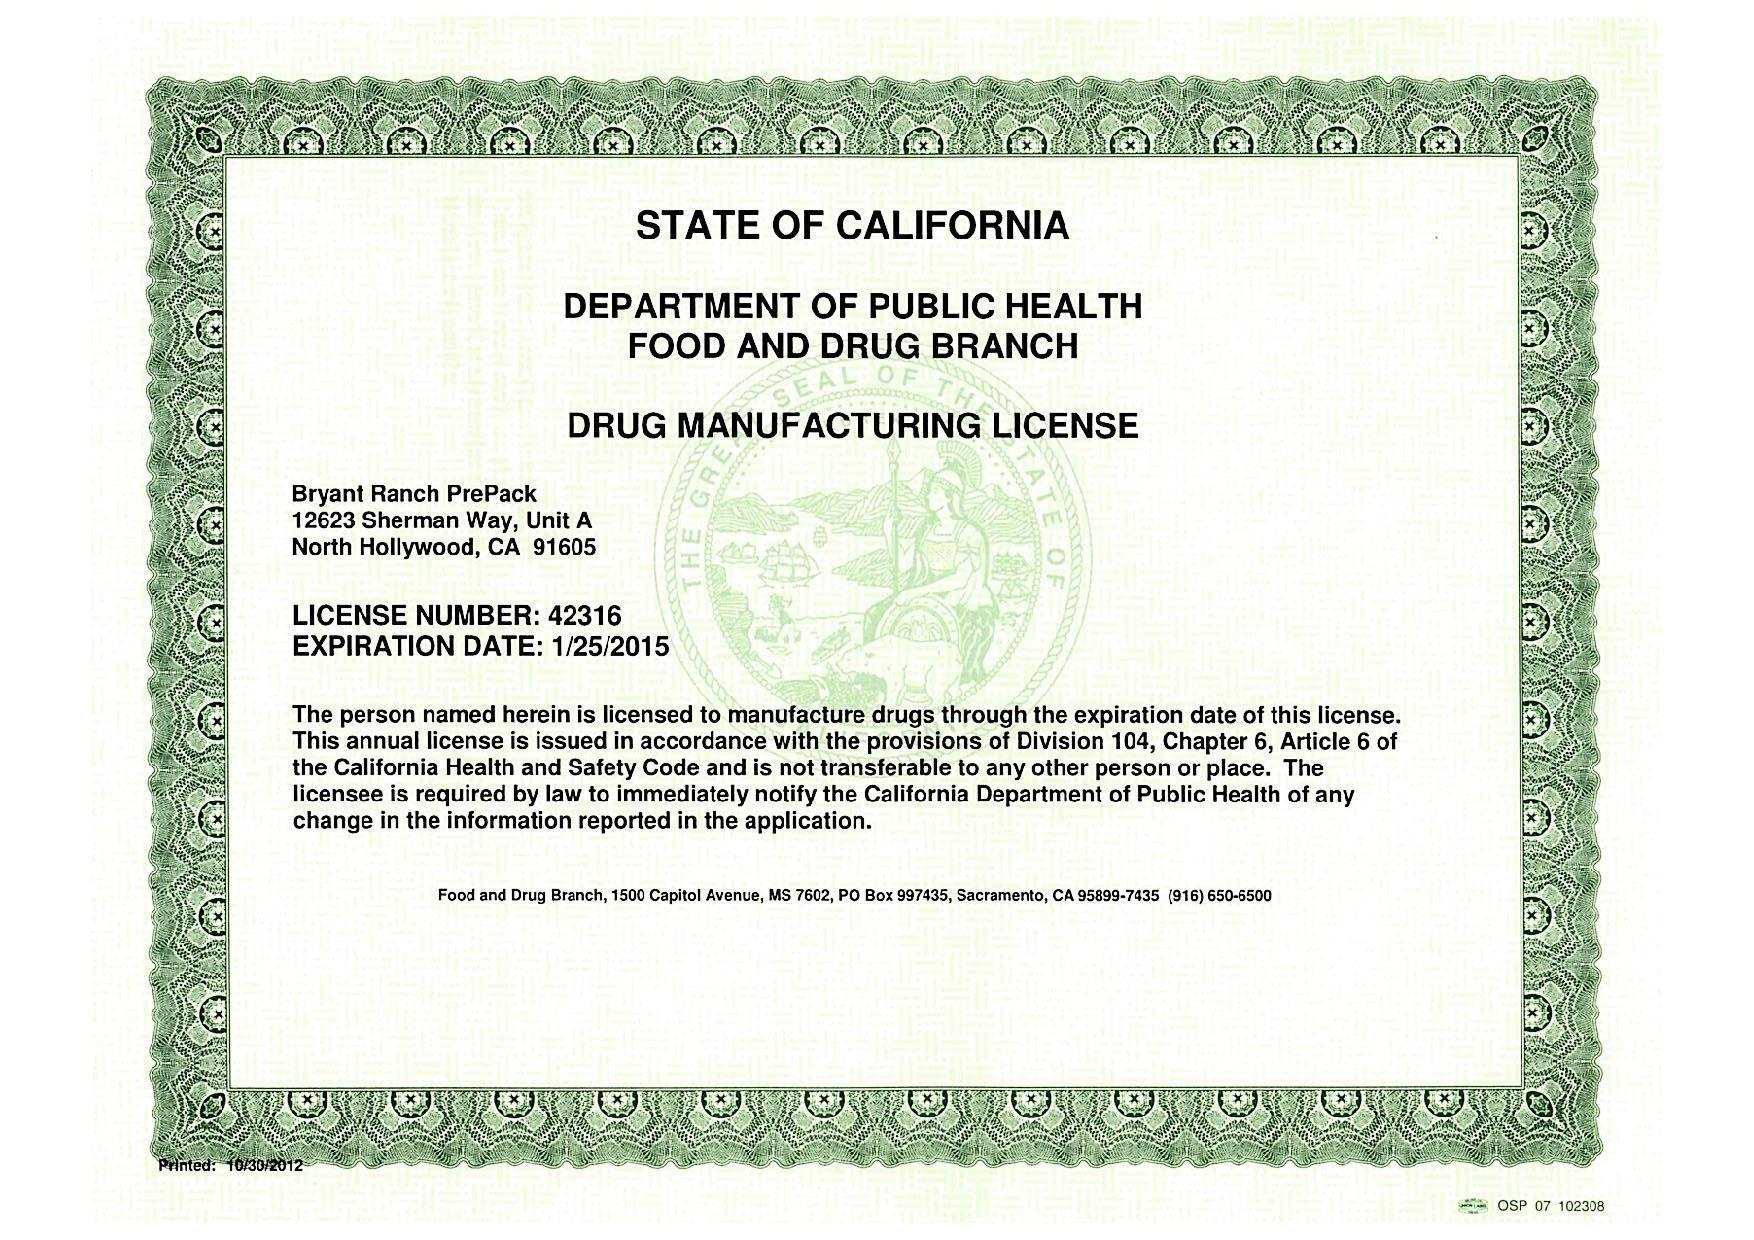 STATE OF CALIFORNIA
DEPARTMENT OF PUBLIC HEALTH
FOOD AND DRUG BRANCH
THE GREAT SEAL OF THE STATE OF
DRUG MANUFACTURING LICENSE
Bryant Ranch PrePack
12623 Sherman Way, Unit A
North Hollywood, CA 91605
LICENSE NUMBER: 42316
EXPIRATION DATE: 1/25/2015
The person named herein is licensed to manufacture drugs through the expiration date of this license.
This annual license is issued in accordance with the provisions of Division 104, Chapter 6, Article 6 of
the California Health and Safety Code and is not transferable to any other person or place. The
licensee is required by law to immediately notify the California Department of Public Health of any
change in the information reported in the application.
Food and Drug Branch, 1500 Capitol Avenue, MS 7602, PO Box 997435, Sacramento, CA 95899-7435 (916) 650-6500
Printed: 10/30/2012
OSP 07 102308